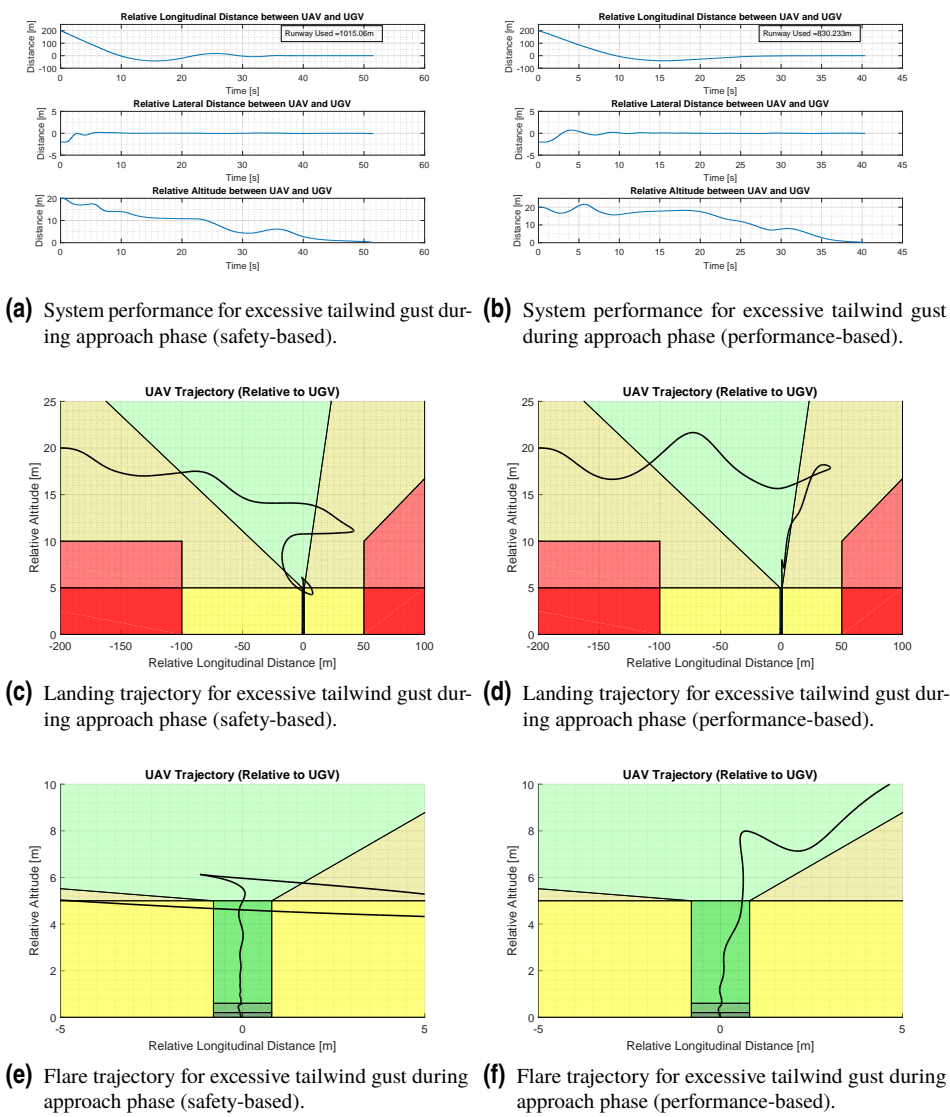 Relative Longitudinal Distance between UAV and UGV
Distance [m]
200
100
0
-100
Runway Used =1015.06m
0 10 20 30 40 50 60
Time [s]
Relative Lateral Distance between UAV and UGV
Distance [m]
5
0
-5
0 10 20 30 40 50 60
Time [s]
Relative Altitude between UAV and UGV
Distance [m]
20
10
0
0 10 20 30 40 50 60
Time [s]
Relative Longitudinal Distance between UAV and UGV
Distance [m]
200
100
0
-100
Runway Used =830.233m
0 5 10 15 20 25 30 35 40 45
Time [s]
Relative Lateral Distance between UAV and UGV
Distance [m]
5
0
-5
0 5 10 15 20 25 30 35 40 45
Time [s]
Relative Altitude between UAV and UGV
Distance [m]
20
10
0
0 5 10 15 20 25 30 35 40 45
Time [s]
(a) System performance for excessive tailwind gust dur-
ing approach phase (safety-based).
(b) System performance for excessive tailwind gust
during approach phase (performance-based).
UAV Trajectory (Relative to UGV)
Relative Altitude [m]
25
20
15
10
5
0
-200 -150 -100 -50 0 50 100
Relative Longitudinal Distance [m]
UAV Trajectory (Relative to UGV)
Relative Altitude [m]
25
20
15
10
5
0
-200 -150 -100 -50 0 50 100
Relative Longitudinal Distance [m]
(c) Landing trajectory for excessive tailwind gust dur-
ing approach phase (safety-based).
(d) Landing trajectory for excessive tailwind gust dur-
ing approach phase (performance-based).
UAV Trajectory (Relative to UGV)
Relative Altitude [m]
10
8
6
4
2
0
-5 0 5
Relative Longitudinal Distance [m]
UAV Trajectory (Relative to UGV)
Relative Altitude [m]
10
8
6
4
2
0
-5 0 5
Relative Longitudinal Distance [m]
(e) Flare trajectory for excessive tailwind gust during
approach phase (safety-based).
(f) Flare trajectory for excessive tailwind gust during
approach phase (performance-based).